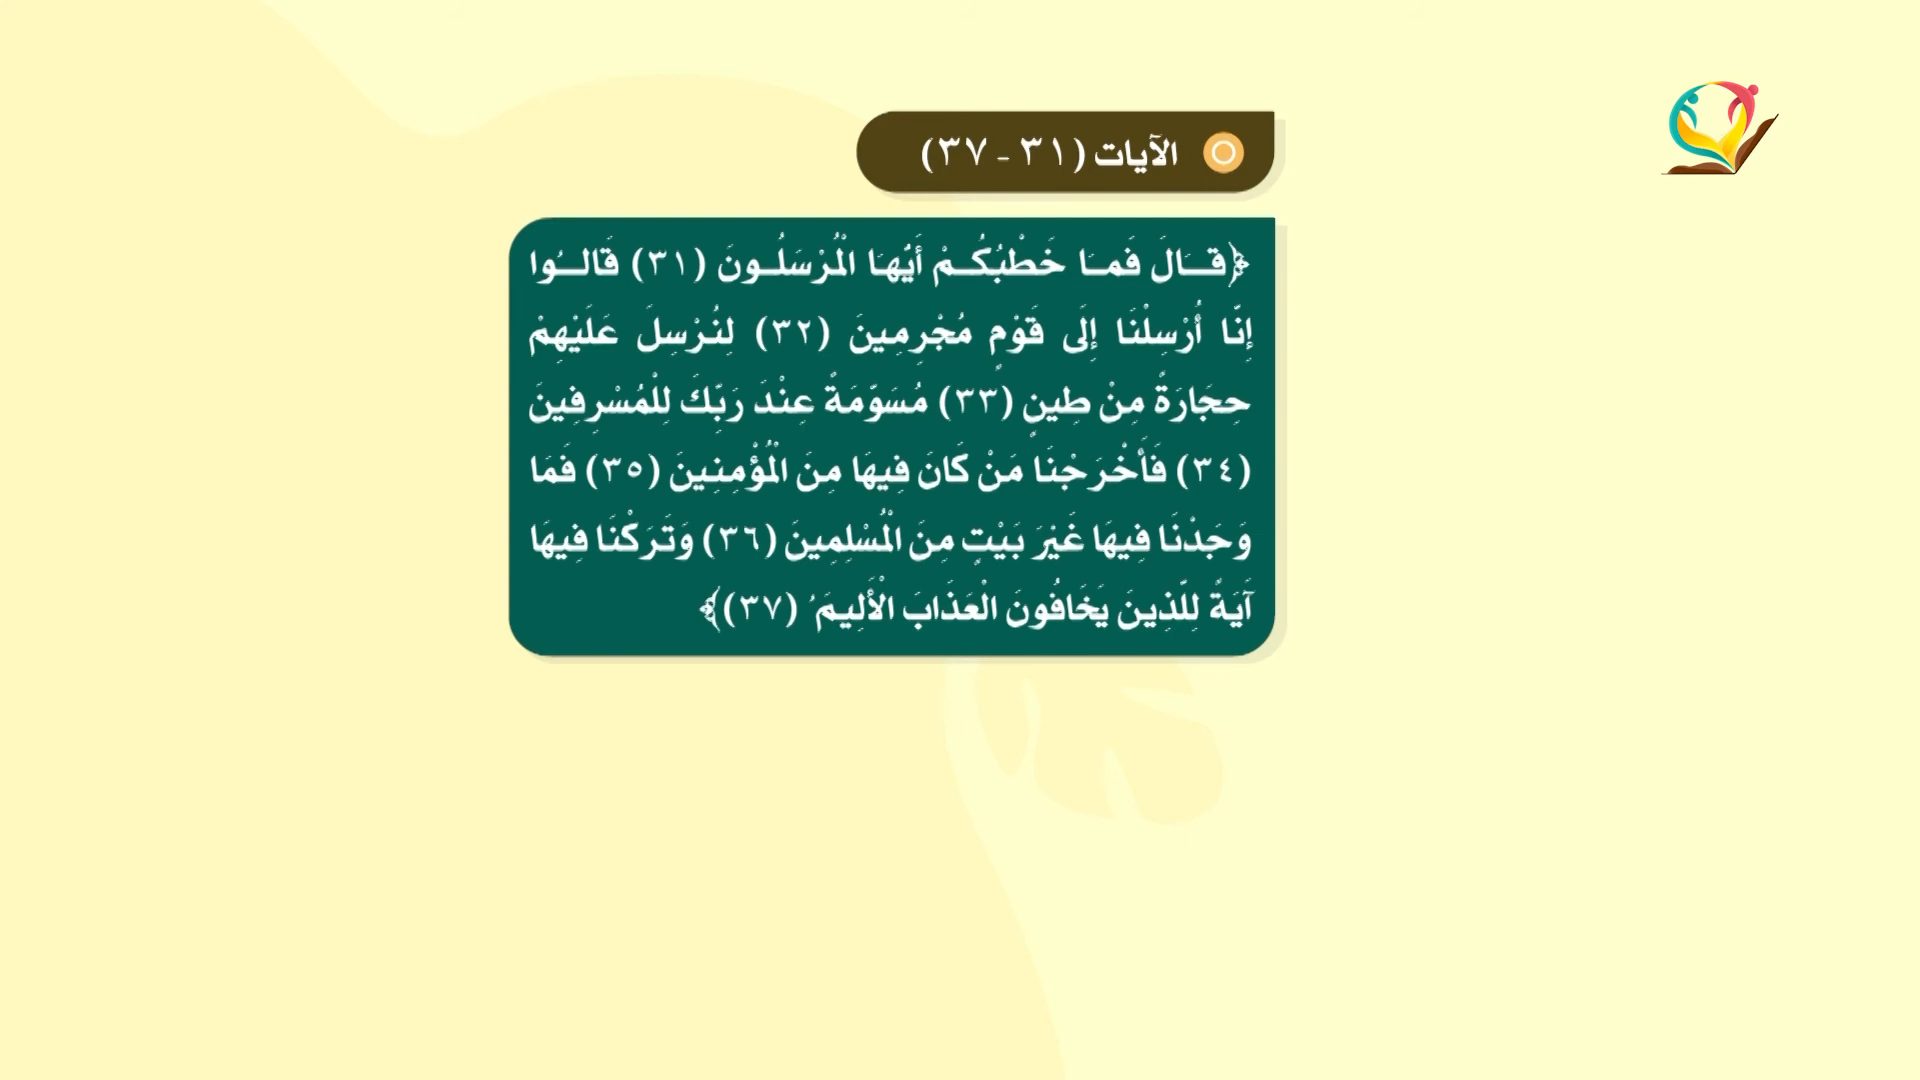 الآيات (٣١ - ٣٧)
﴿قَالَ فَمَا خَطْبُكُمْ أَيُّهَا الْمُرْسَلُونَ (٣١) قَالُوا
إِنَّا أُرْسِلْنَا إِلَى قَوْمٍ مُجْرِمِينَ (٣٢) لِنُرْسِلَ عَلَيْهِمْ
حِجَارَةً مِنْ طِينٍ (٣٣) مُسَوَّمَةً عِنْدَ رَبِّكَ لِلْمُسْرِفِينَ
(٣٤) فَأَخْرَجْنَا مَنْ كَانَ فِيهَا مِنَ الْمُؤْمِنِينَ (٣٥) فَمَا
وَجَدْنَا فِيهَا غَيْرَ بَيْتٍ مِنَ الْمُسْلِمِينَ (٣٦) وَتَرَكْنَا فِيهَا
آيَةً لِلَّذِينَ يَخَافُونَ الْعَذَابَ الْأَلِيمَ ُ (٣٧)﴾